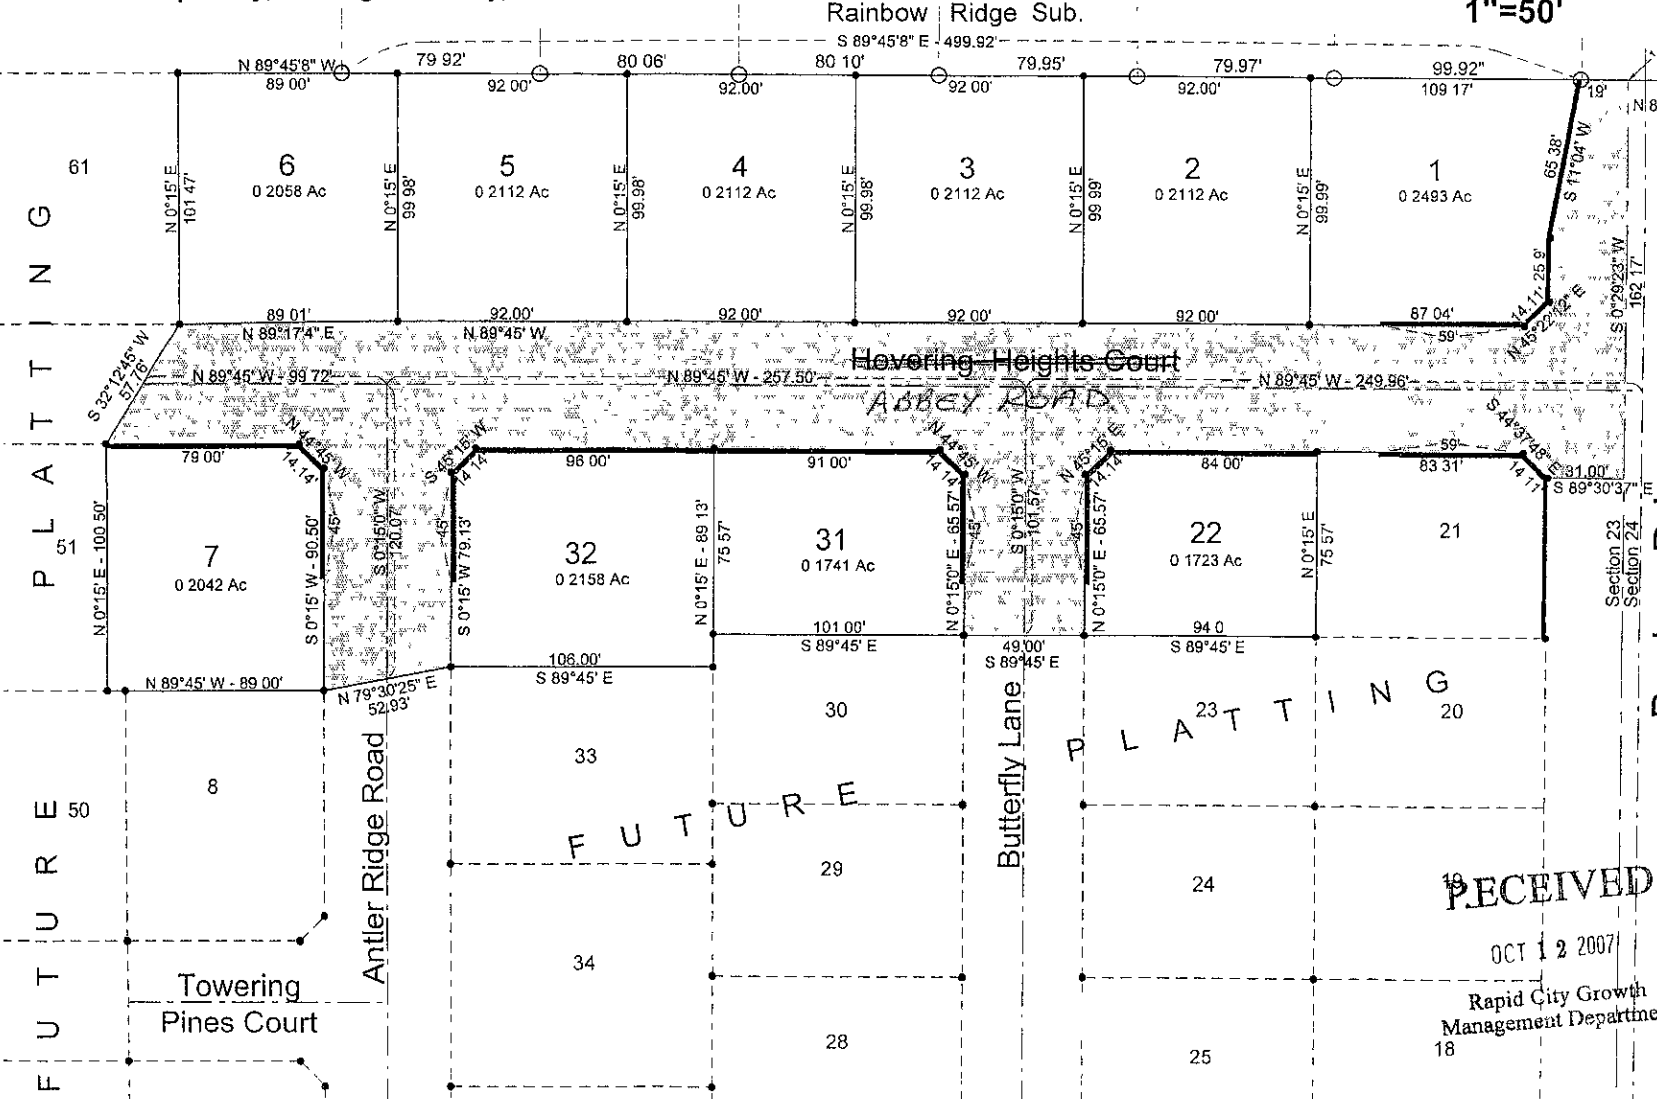 Rainbow Ridge Sub.
1"=50'
S 89°45'8" E - 499.92'
N 89°45'8" W
79 92'
80 06'
80 10'
79.95'
79.97'
99.92"
89 00'
92 00'
92.00'
92 00'
92.00'
109 17'
19'
N 8
61
6
0 2058 Ac
5
0 2112 Ac
4
0 2112 Ac
3
0 2112 Ac
2
0 2112 Ac
1
0 2493 Ac
N 0°15' E
101 47'
N 0°15' E
99 98'
N 0°15' E
99.98'
N 0°15' E
99.98'
N 0°15' E
99 99'
N 0°15' E
99.99'
65 38'
S 11°04' W
25 9'
14.11'
N 45°22'12" E
S 0°29'23" W
162 17'
89 01'
N 89°17'4" E
92.00'
N 89°45' W
92 00'
92 00'
92 00'
87 04'
59'
S 32°12'45" W
57.76'
Hovering Heights Court
N 89°45' W - 99 72'
N 89°45' W - 257.50'
N 89°45' W - 249.96'
ABBEY ROAD
79 00'
N 44°45' W
14.14'
S 45°15' W
14 14'
96 00'
91 00'
N 44°45' W
14 14'
N 45°15' E
14.14'
84 00'
59'
83 31'
S 44°37'48" E
14 11'
31.00'
S 89°30'37" E
51
N 0°15' E - 100 50'
7
0 2042 Ac
S 0°15' W - 90.50'
45'
S 0°15'0" W
120.07'
45'
S 0°15' W 79.13'
32
0 2158 Ac
N 0°15' E - 89 13'
75 57'
31
0 1741 Ac
N 0°15'0" E - 65 57'
45'
S 0°15'0" W
101.57'
45'
N 0°15'0" E - 65.57'
22
0 1723 Ac
N 0°15' E
75 57'
21
Section 23
Section 24
N 89°45' W - 89 00'
N 79°30'25" E
52.93'
106.00'
S 89°45' E
101 00'
S 89°45' E
49.00'
S 89°45' E
94 0
S 89°45' E
FUTURE PLATTING
50
8
33
30
23
20
FUTURE PLATTING
Antler Ridge Road
Butterfly Lane
29
24
19
34
28
25
18
Towering
Pines Court
RECEIVED
OCT 12 2007
Rapid City Growth
Management Departme